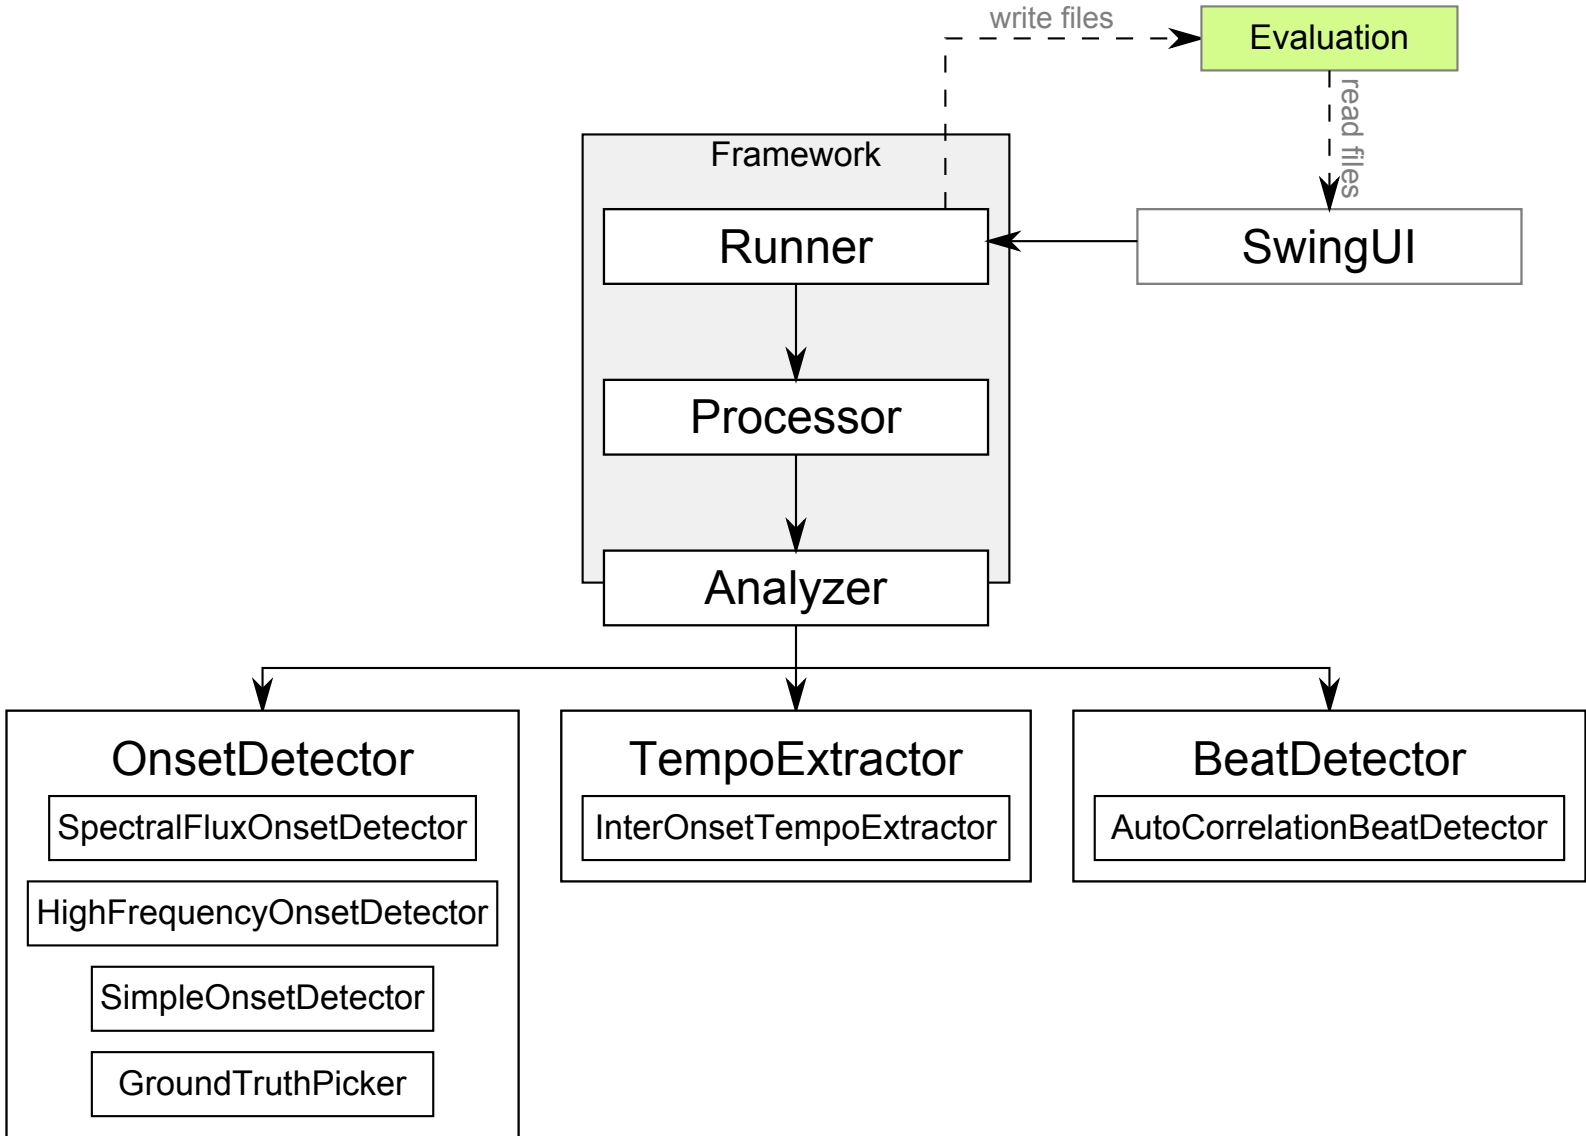 write files
Evaluation
read files
Framework
Runner
SwingUI
Processor
Analyzer
OnsetDetector
SpectralFluxOnsetDetector
HighFrequencyOnsetDetector
SimpleOnsetDetector
GroundTruthPicker
TempoExtractor
InterOnsetTempoExtractor
BeatDetector
AutoCorrelationBeatDetector